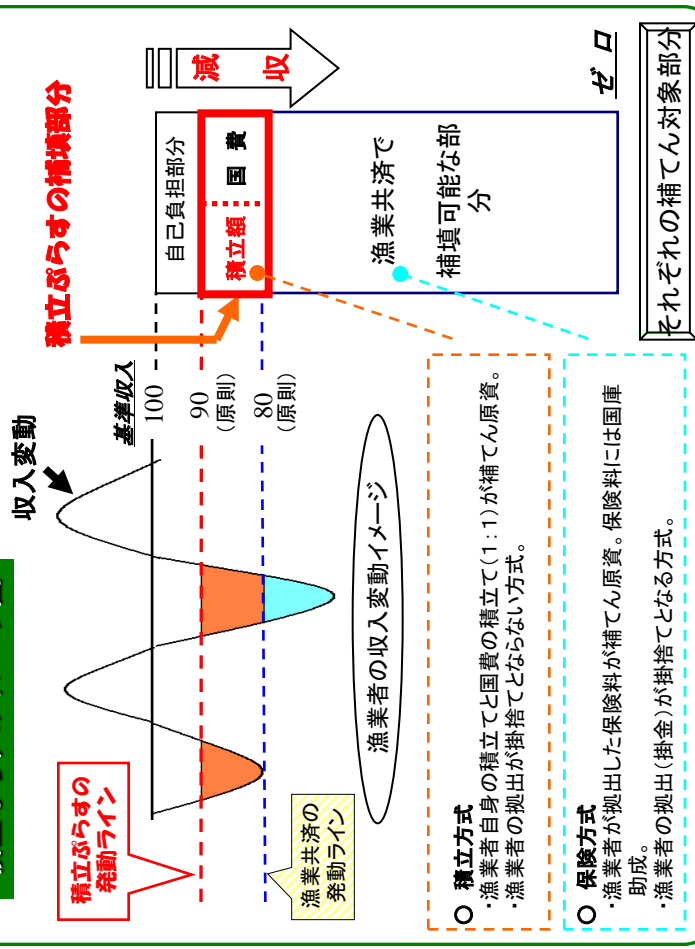 収入変動
積立ぷらすの補填部分
基準収入
100
90
(原則)
80
(原則)
積立ぷらすの
発動ライン
漁業共済の
発動ライン
漁業者の収入変動イメージ
自己負担部分
積立額
国 費
漁業共済で
補填可能な部
分
減
収
ゼ ロ
それぞれの補てん対象部分
○ 積立方式
・漁業者自身の積立てと国費の積立て(1:1)が補てん原資。
・漁業者の拠出が掛捨てとならない方式。
○ 保険方式
・漁業者が拠出した保険料が補てん原資。保険料には国庫
助成。
・漁業者の拠出(掛金)が掛捨てとなる方式。